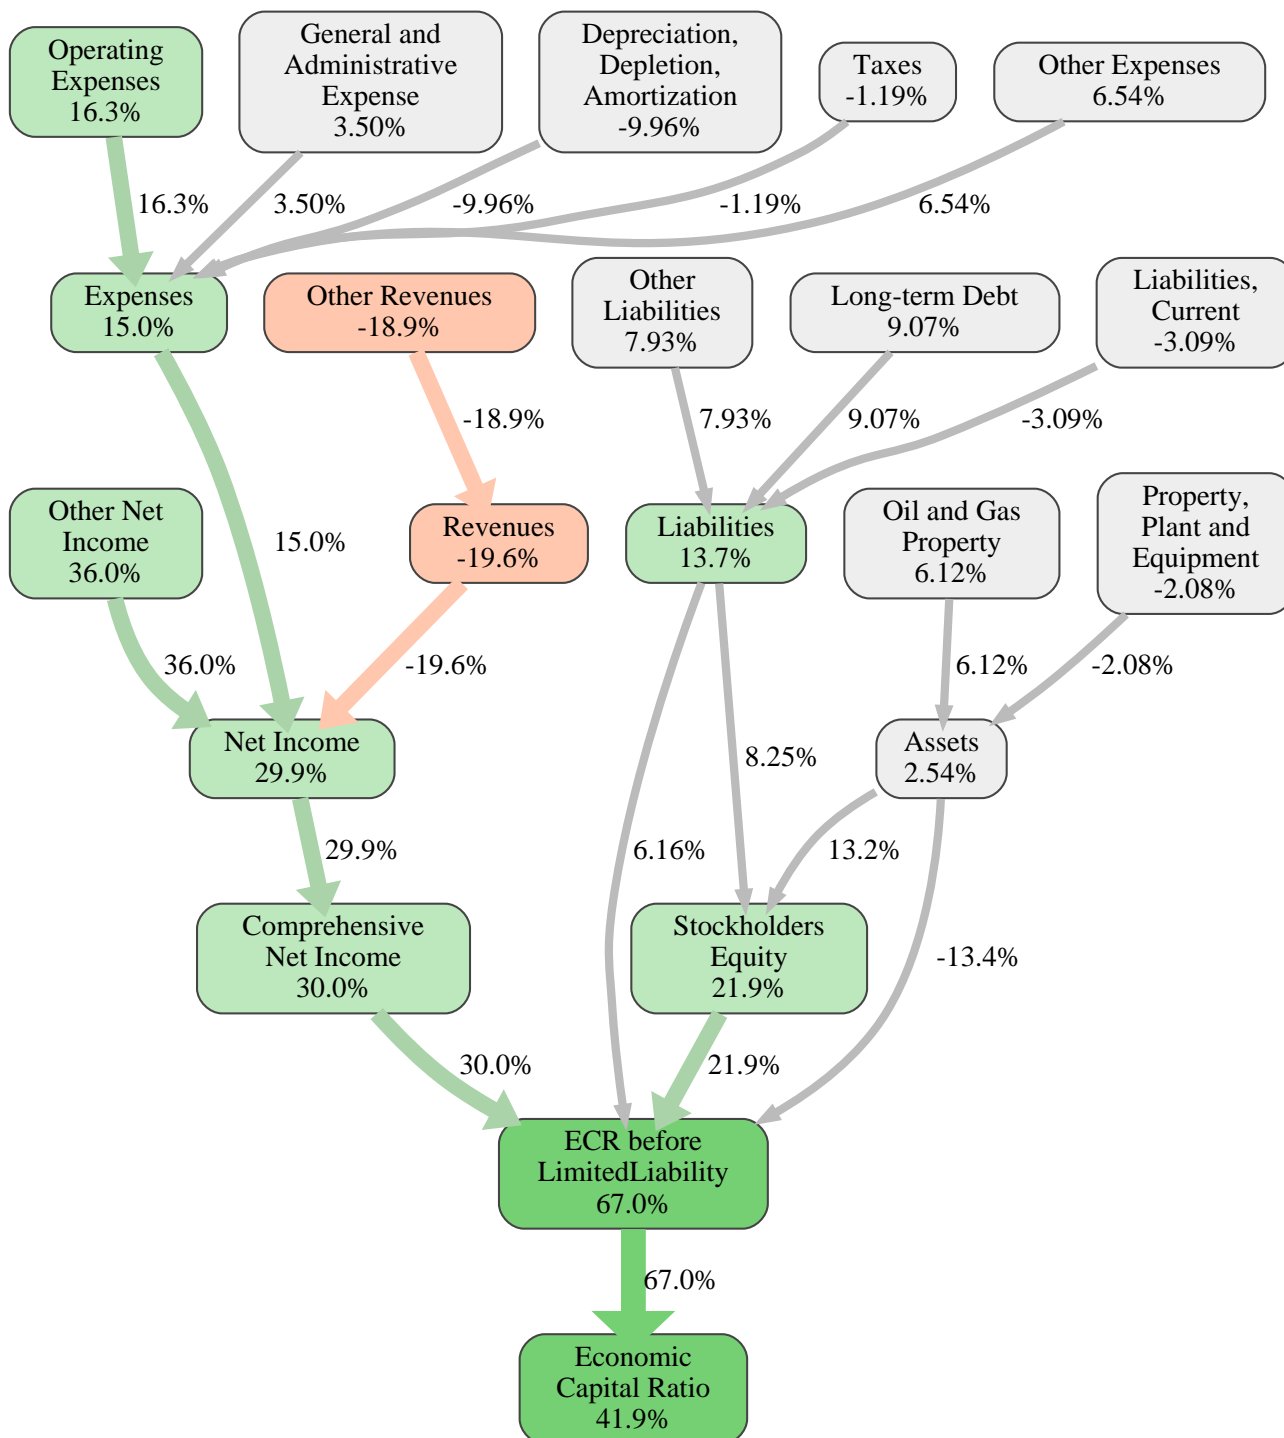 Operating
Expenses
16.3%
General and
Administrative
Expense
3.50%
Depreciation,
Depletion,
Amortization
-9.96%
Taxes
-1.19%
Other Expenses
6.54%
16.3%
3.50%
-9.96%
-1.19%
6.54%
Expenses
15.0%
Other Revenues
-18.9%
Other
Liabilities
7.93%
Long-term Debt
9.07%
Liabilities,
Current
-3.09%
-18.9%
7.93%
9.07%
-3.09%
Other Net
Income
36.0%
15.0%
Revenues
-19.6%
Liabilities
13.7%
Oil and Gas
Property
6.12%
Property,
Plant and
Equipment
-2.08%
36.0%
-19.6%
6.12%
-2.08%
Net Income
29.9%
8.25%
Assets
2.54%
29.9%
6.16%
13.2%
-13.4%
Comprehensive
Net Income
30.0%
Stockholders
Equity
21.9%
30.0%
21.9%
ECR before
LimitedLiability
67.0%
67.0%
Economic
Capital Ratio
41.9%